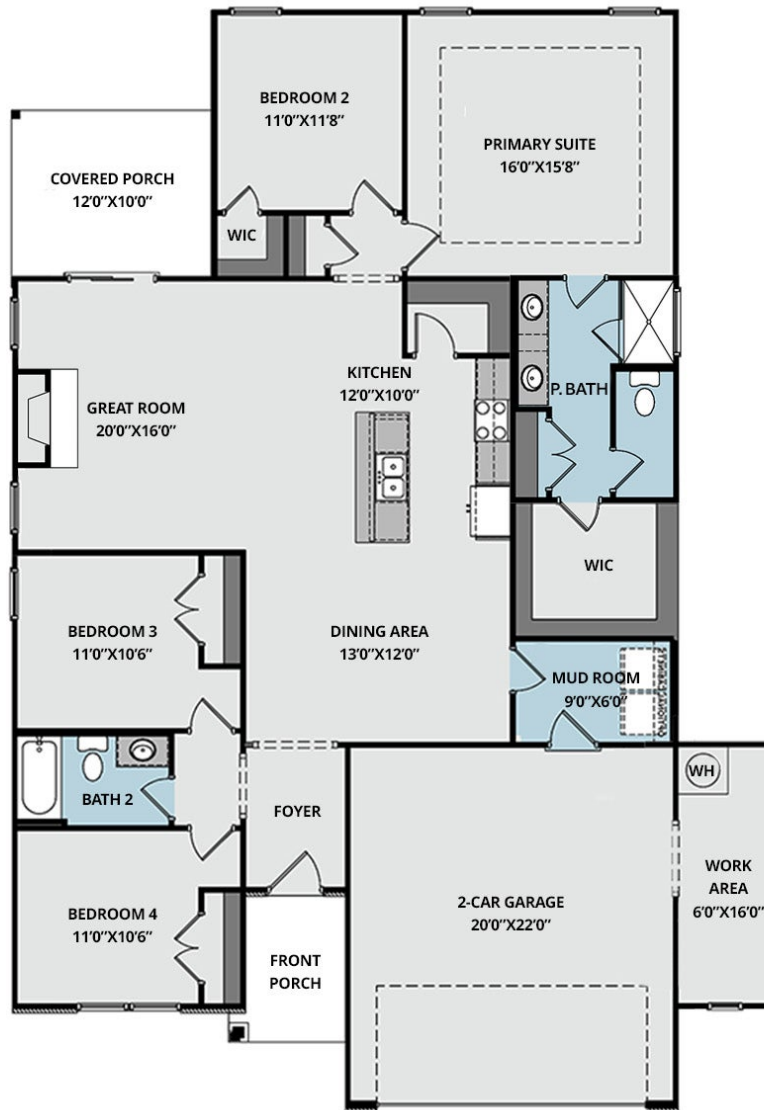 BEDROOM 2
11'0"X11'8"
PRIMARY SUITE
16'0"X15'8"
COVERED PORCH
12'0"X10'0"
WIC
KITCHEN
12'0"X10'0"
P. BATH
GREAT ROOM
20'0"X16'0"
WIC
BEDROOM 3
11'0"X10'6"
DINING AREA
13'0"X12'0"
MUD ROOM
9'0"X6'0"
WH
BATH 2
FOYER
WORK
AREA
6'0"X16'0"
2-CAR GARAGE
20'0"X22'0"
BEDROOM 4
11'0"X10'6"
FRONT
PORCH